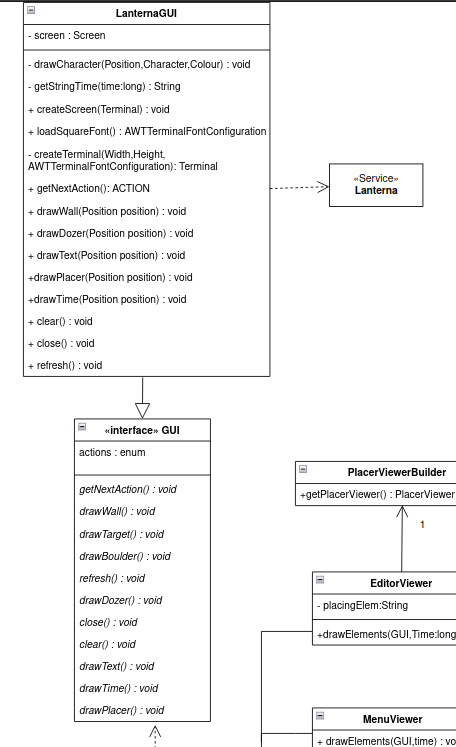 LanternaGUI
- screen : Screen
- drawCharacter(Position,Character,Colour) : void
- getStringTime(time:long) : String
+ createScreen(Terminal) : void
+ loadSquareFont() : AWTTerminalFontConfiguration
- createTerminal(Width,Height,
AWTTerminalFontConfiguration): Terminal
+ getNextAction(): ACTION
+ drawWall(Position position) : void
+ drawDozer(Position position) : void
+ drawText(Position position) : void
+drawPlacer(Position position) : void
+drawTime(Position position) : void
+ clear() : void
+ close() : void
+ refresh() : void
«Service»
Lanterna
«interface» GUI
actions : enum
getNextAction() : void
drawWall() : void
drawTarget() : void
drawBoulder() : void
refresh() : void
drawDozer() : void
close() : void
clear() : void
drawText() : void
drawTime() : void
drawPlacer() : void
PlacerViewerBuilder
+getPlacerViewer() : PlacerViewer
1
EditorViewer
- placingElem:String
+drawElements(GUI,Time:long
MenuViewer
+ drawElements(GUI,time) : vo